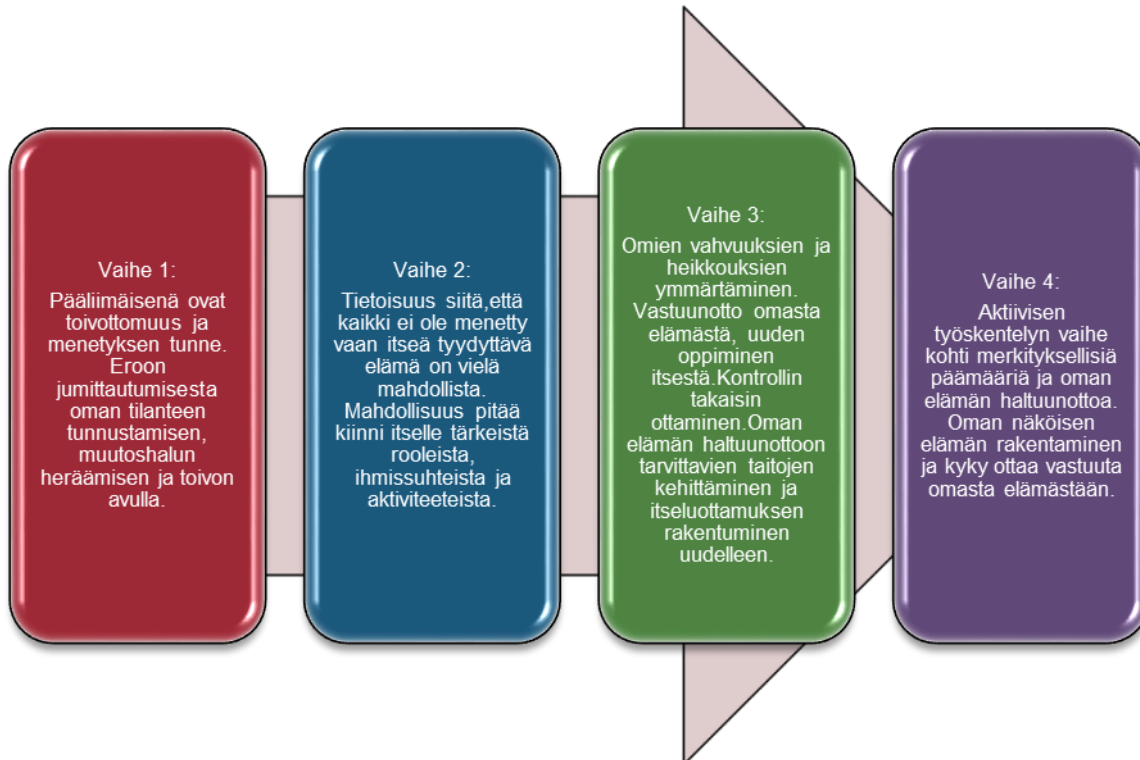 Vaihe 1:
Pääliimäisenä ovat
toivottomuus ja
menetyksen tunne.
Eroon
jumittautumisesta
oman tilanteen
tunnustamisen,
muutoshalun
heräämisen ja toivon
avulla.
Vaihe 2:
Tietoisuus siitä,että
kaikki ei ole menetty
vaan itseä tyydyttävä
elämä on vielä
mahdollista.
Mahdollisuus pitää
kiinni itselle tärkeistä
rooleista,
ihmissuhteista ja
aktiviteeteista.
Vaihe 3:
Omien vahvuuksien ja
heikkouksien
ymmärtäminen.
Vastuunotto omasta
elämästä, uuden
oppiminen
itsestä.Kontrollin
takaisin
ottaminen.Oman
elämän haltuunottoon
tarvittavien taitojen
kehittäminen ja
itseluottamuksen
rakentuminen
uudelleen.
Vaihe 4:
Aktiivisen
työskentelyn vaihe
kohti merkityksellisiä
päämääriä ja oman
elämän haltuunottoa.
Oman näköisen
elämän rakentaminen
ja kyky ottaa vastuuta
omasta elämästään.